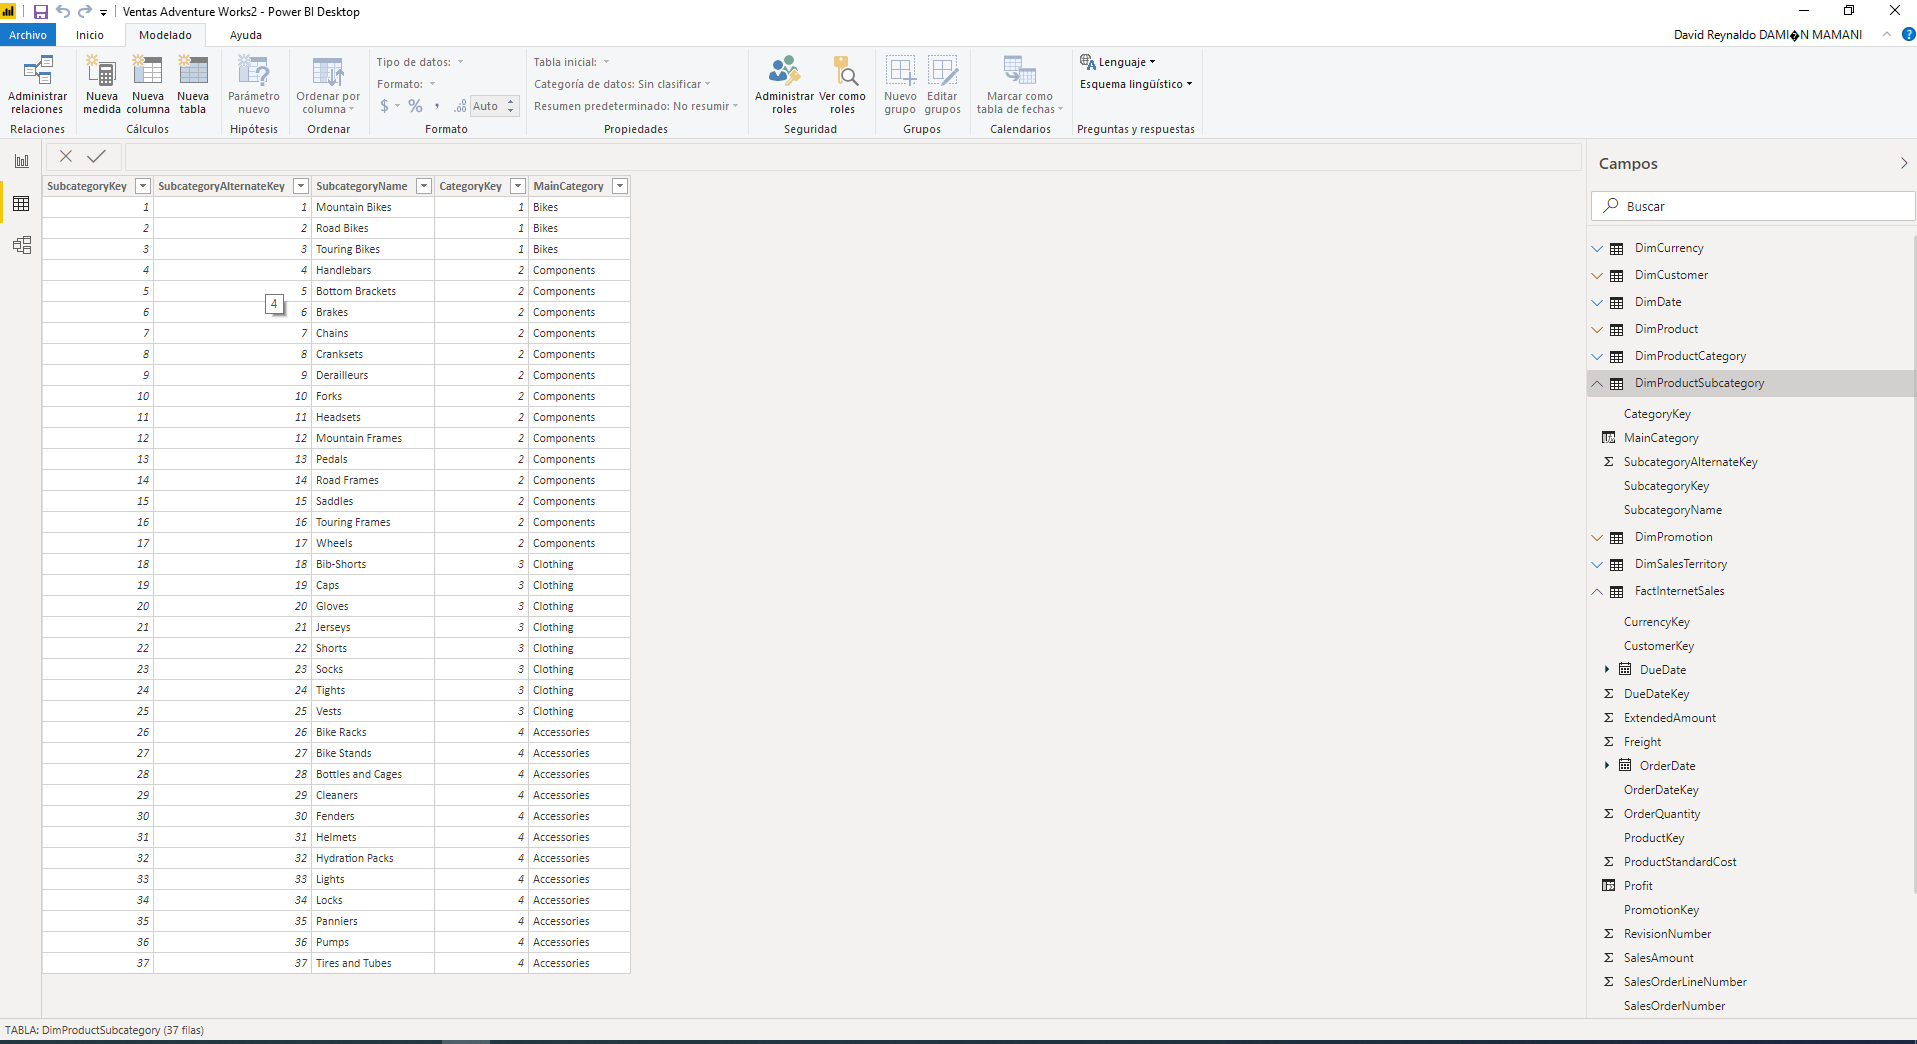 Ventas Adventure Works2 - Power BI Desktop
Archivo Inicio Modelado Ayuda David Reynaldo DAMI�N MAMANI
Administrar relaciones
Relaciones
Nueva medida
Nueva columna
Nueva tabla
Cálculos
Parámetro nuevo
Hipótesis
Ordenar por columna
Ordenar
Tipo de datos:
Formato:
$ % , .00 Auto
Formato
Tabla inicial:
Categoría de datos: Sin clasificar
Resumen predeterminado: No resumir
Propiedades
Administrar roles
Ver como roles
Seguridad
Nuevo grupo
Editar grupos
Grupos
Marcar como tabla de fechas
Calendarios
Lenguaje
Esquema lingüístico
Preguntas y respuestas
SubcategoryKey SubcategoryAlternateKey SubcategoryName CategoryKey MainCategory
1 1 Mountain Bikes 1 Bikes
2 2 Road Bikes 1 Bikes
3 3 Touring Bikes 1 Bikes
4 4 Handlebars 2 Components
5 5 Bottom Brackets 2 Components
4
6 6 Brakes 2 Components
7 7 Chains 2 Components
8 8 Cranksets 2 Components
9 9 Derailleurs 2 Components
10 10 Forks 2 Components
11 11 Headsets 2 Components
12 12 Mountain Frames 2 Components
13 13 Pedals 2 Components
14 14 Road Frames 2 Components
15 15 Saddles 2 Components
16 16 Touring Frames 2 Components
17 17 Wheels 2 Components
18 18 Bib-Shorts 3 Clothing
19 19 Caps 3 Clothing
20 20 Gloves 3 Clothing
21 21 Jerseys 3 Clothing
22 22 Shorts 3 Clothing
23 23 Socks 3 Clothing
24 24 Tights 3 Clothing
25 25 Vests 3 Clothing
26 26 Bike Racks 4 Accessories
27 27 Bike Stands 4 Accessories
28 28 Bottles and Cages 4 Accessories
29 29 Cleaners 4 Accessories
30 30 Fenders 4 Accessories
31 31 Helmets 4 Accessories
32 32 Hydration Packs 4 Accessories
33 33 Lights 4 Accessories
34 34 Locks 4 Accessories
35 35 Panniers 4 Accessories
36 36 Pumps 4 Accessories
37 37 Tires and Tubes 4 Accessories
Campos
Buscar
DimCurrency
DimCustomer
DimDate
DimProduct
DimProductCategory
DimProductSubcategory
CategoryKey
MainCategory
SubcategoryAlternateKey
SubcategoryKey
SubcategoryName
DimPromotion
DimSalesTerritory
FactInternetSales
CurrencyKey
CustomerKey
DueDate
DueDateKey
ExtendedAmount
Freight
OrderDate
OrderDateKey
OrderQuantity
ProductKey
ProductStandardCost
Profit
PromotionKey
RevisionNumber
SalesAmount
SalesOrderLineNumber
SalesOrderNumber
TABLA: DimProductSubcategory (37 filas)